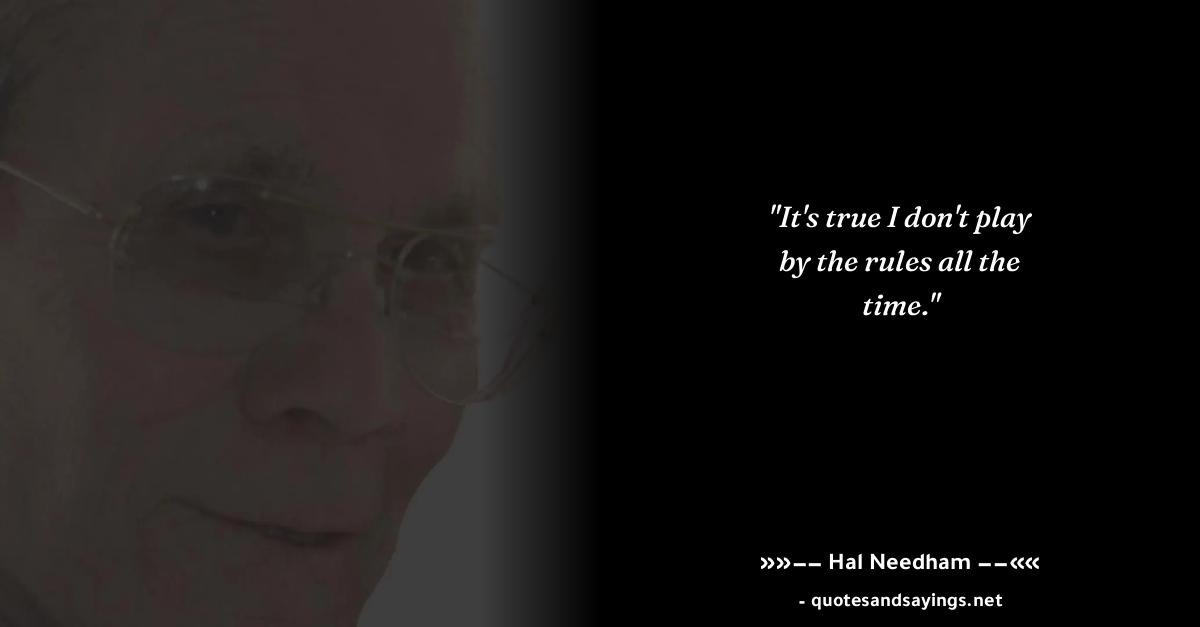 "It's true I don't play
by the rules all the
time."
»»–– Hal Needham ––««
- quotesandsayings.net